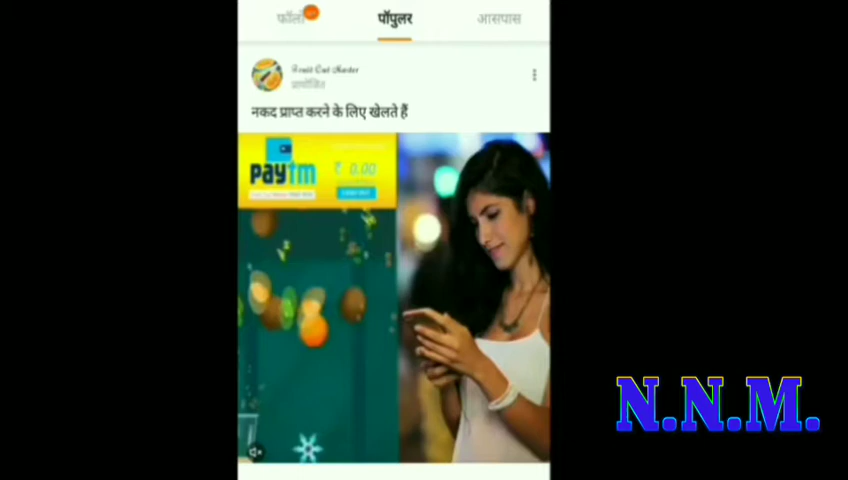 फॉलो
पॉपुलर
आसपास
Fruit Cut Master
प्रायोजित
नकद प्राप्त करने के लिए खेलते हैं
paytm
₹ 0.00
N.N.M.